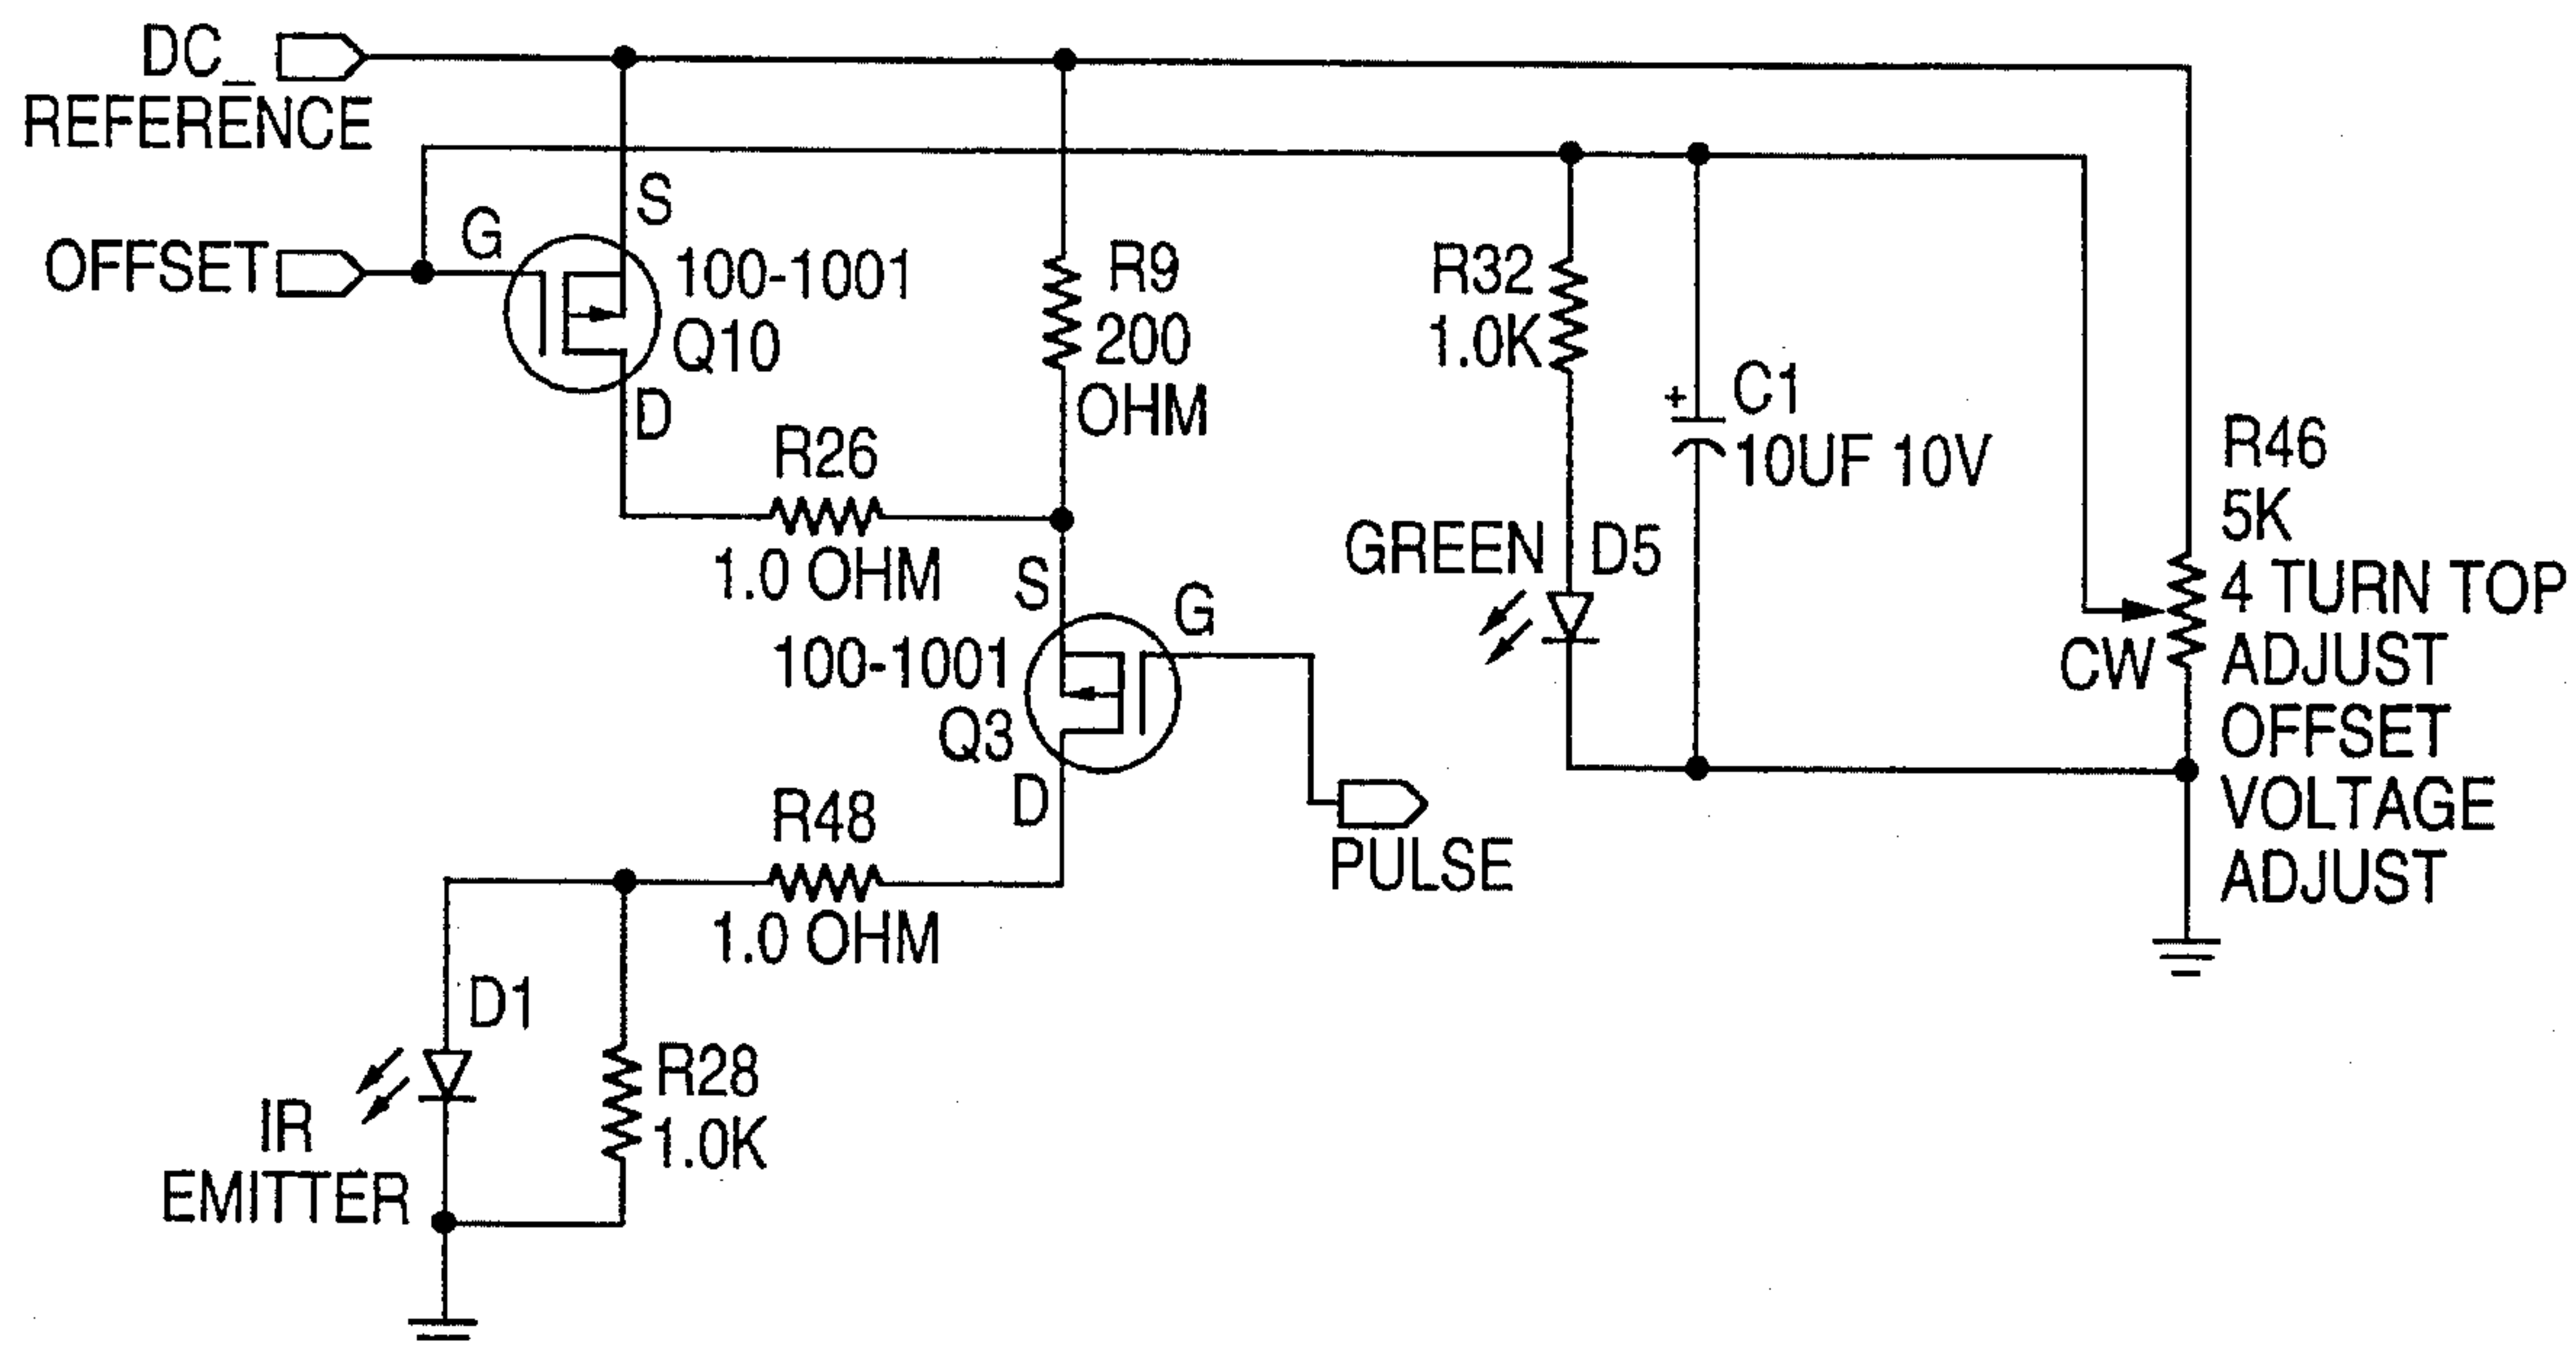 DC_
REFERENCE
OFFSET
G
S
100-1001
Q10
D
R26
1.0 OHM
R9
200
OHM
S
G
100-1001
Q3
D
PULSE
R48
1.0 OHM
D1
IR
EMITTER
R28
1.0K
R32
1.0K
GREEN D5
+
C1
10UF 10V
CW
R46
5K
4 TURN TOP
ADJUST
OFFSET
VOLTAGE
ADJUST